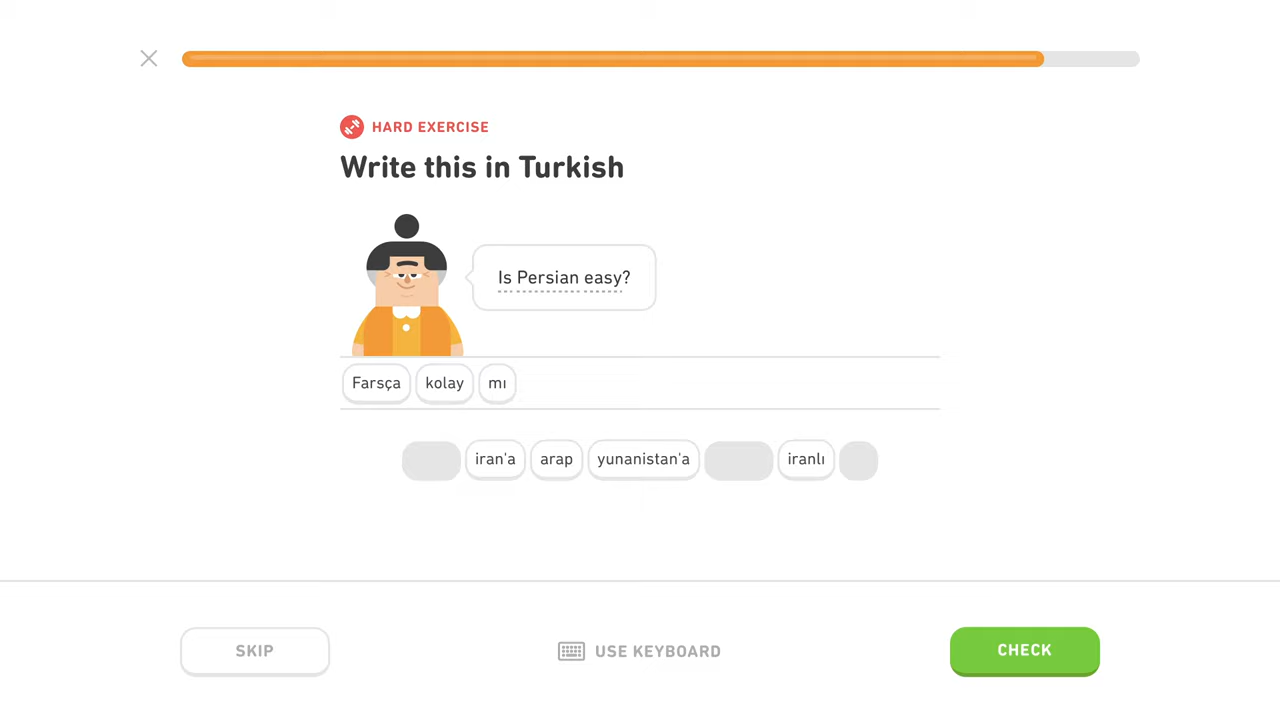 HARD EXERCISE
Write this in Turkish
Is Persian easy?
Farsça kolay mı
iran'a arap yunanistan'a iranlı
SKIP USE KEYBOARD CHECK